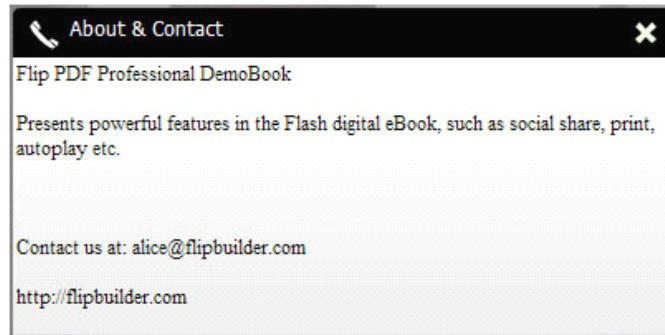 About & Contact
Flip PDF Professional DemoBook
Presents powerful features in the Flash digital eBook, such as social share, print,
autoplay etc.
Contact us at: alice@flipbuilder.com
http://flipbuilder.com